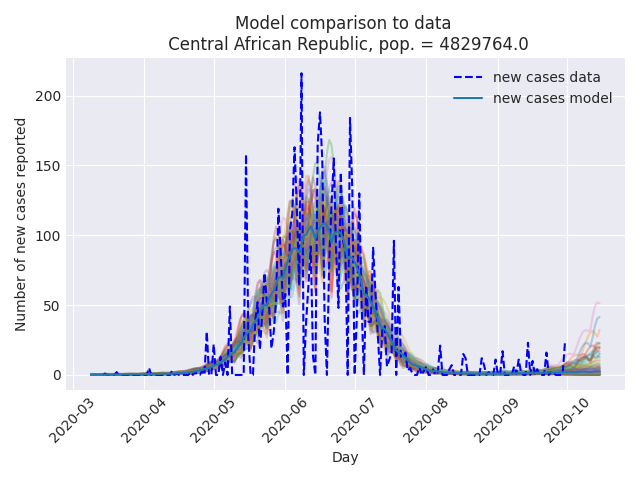 Model comparison to data
Central African Republic, pop. = 4829764.0
new cases data
new cases model
Number of new cases reported
200
150
100
50
0
2020-03
2020-04
2020-05
2020-06
2020-07
2020-08
2020-09
2020-10
Day